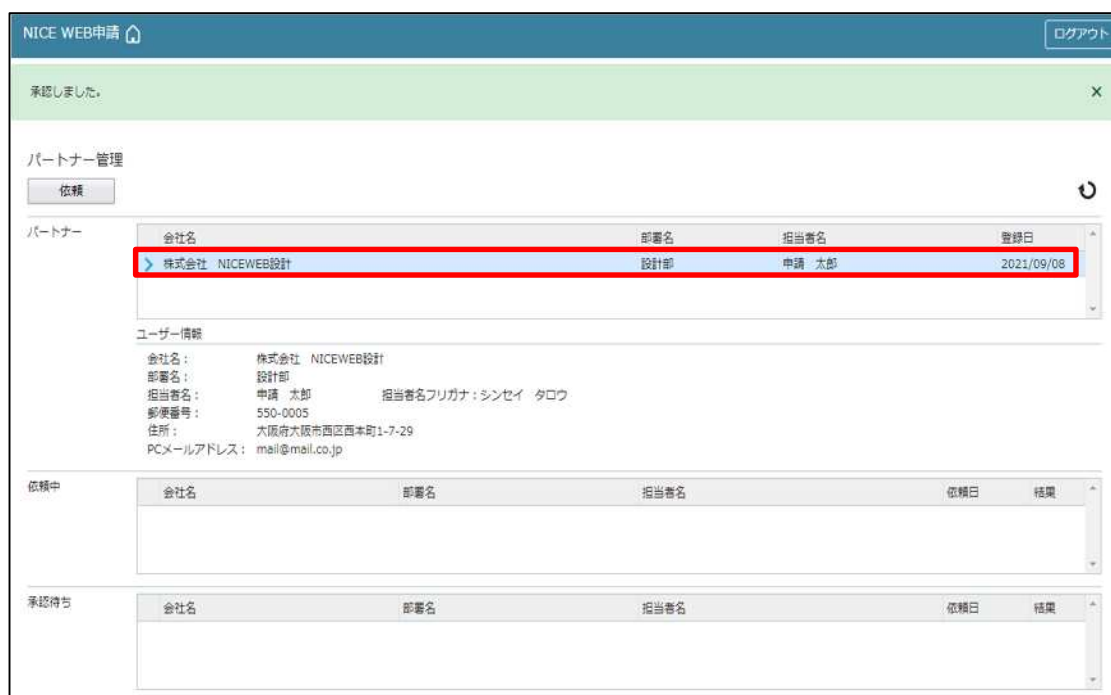 NICE WEB申請 ログアウト
承認しました。 ×
パートナー管理
依頼
パートナー
会社名 部署名 担当者名 登録日
株式会社 NICEWEB設計 設計部 申請 太郎 2021/09/08
ユーザー情報
会社名: 株式会社 NICEWEB設計
部署名: 設計部
担当者名: 申請 太郎 担当者名フリガナ:シンセイ タロウ
郵便番号: 550-0005
住所: 大阪府大阪市西区西本町1-7-29
PCメールアドレス: mail@mail.co.jp
依頼中
会社名 部署名 担当者名 依頼日 結果
承認待ち
会社名 部署名 担当者名 依頼日 結果